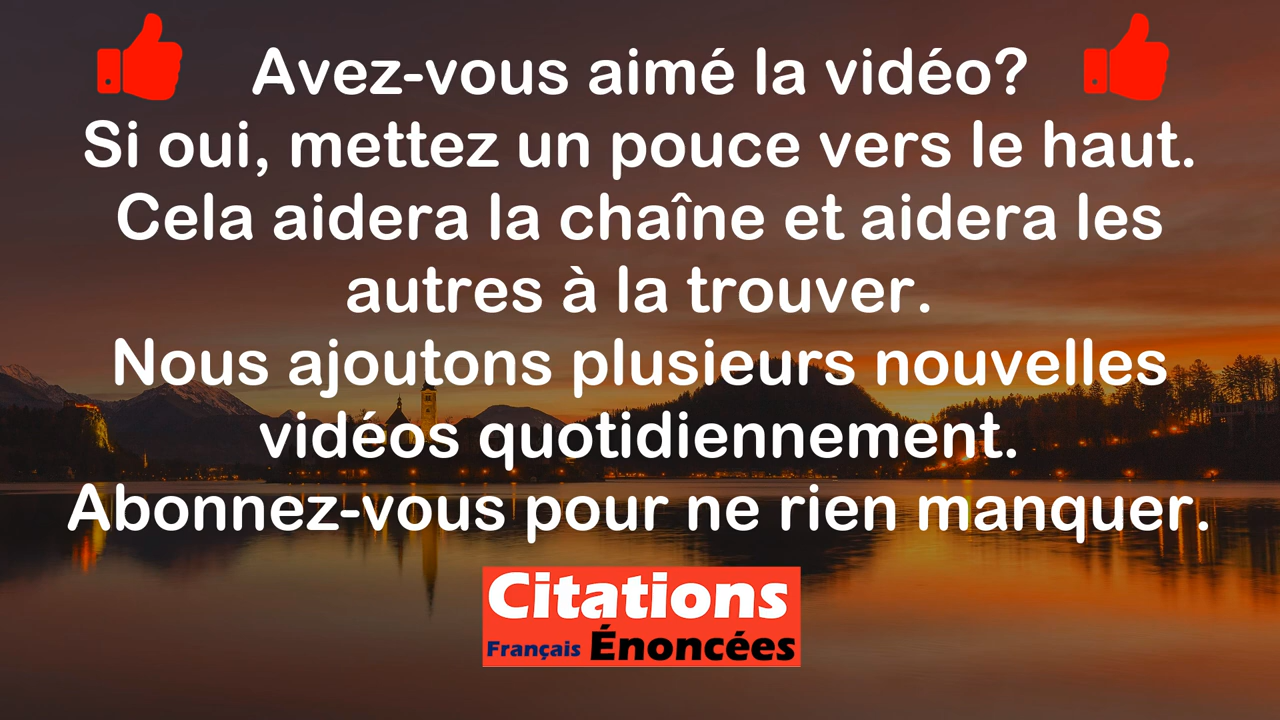 Avez-vous aimé la vidéo?
Si oui, mettez un pouce vers le haut.
Cela aidera la chaîne et aidera les
autres à la trouver.
Nous ajoutons plusieurs nouvelles
vidéos quotidiennement.
Abonnez-vous pour ne rien manquer.
Citations
Français Énoncées